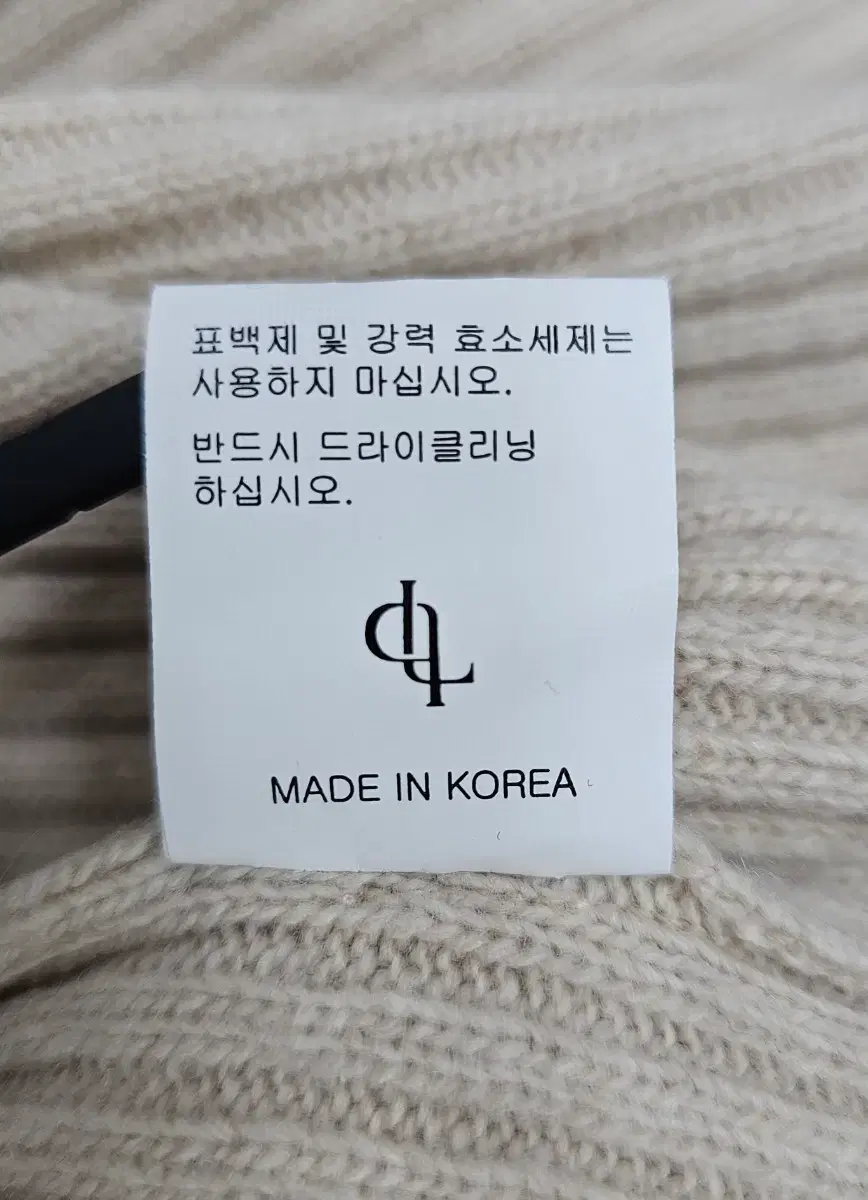 표백제 및 강력 효소세제는
사용하지 마십시오.
반드시 드라이클리닝
하십시오.
MADE IN KOREA